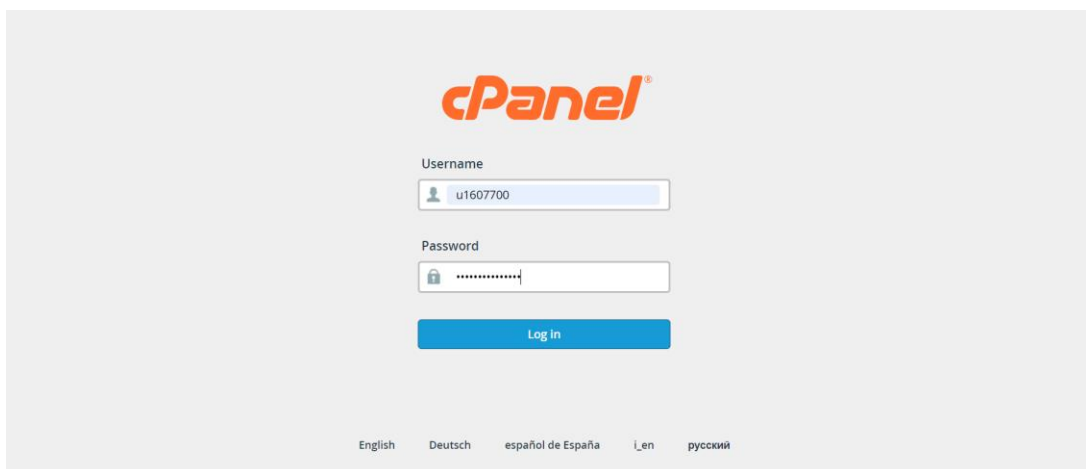 cPanel®
Username
u1607700
Password
•••••••••••••••
Log in
English Deutsch español de España i_en русский